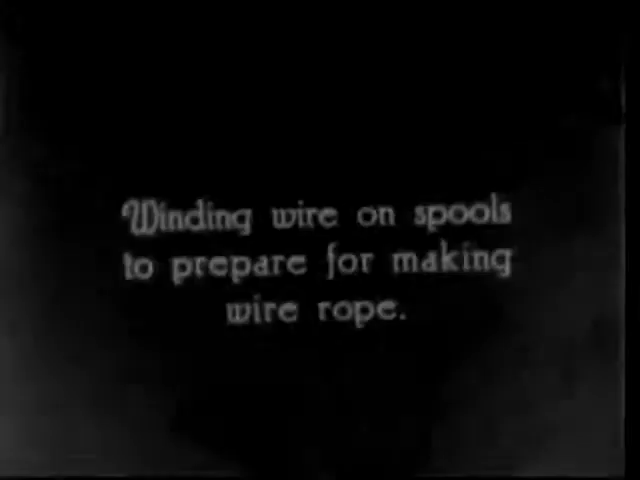 Winding wire on spools
to prepare for making
wire rope.